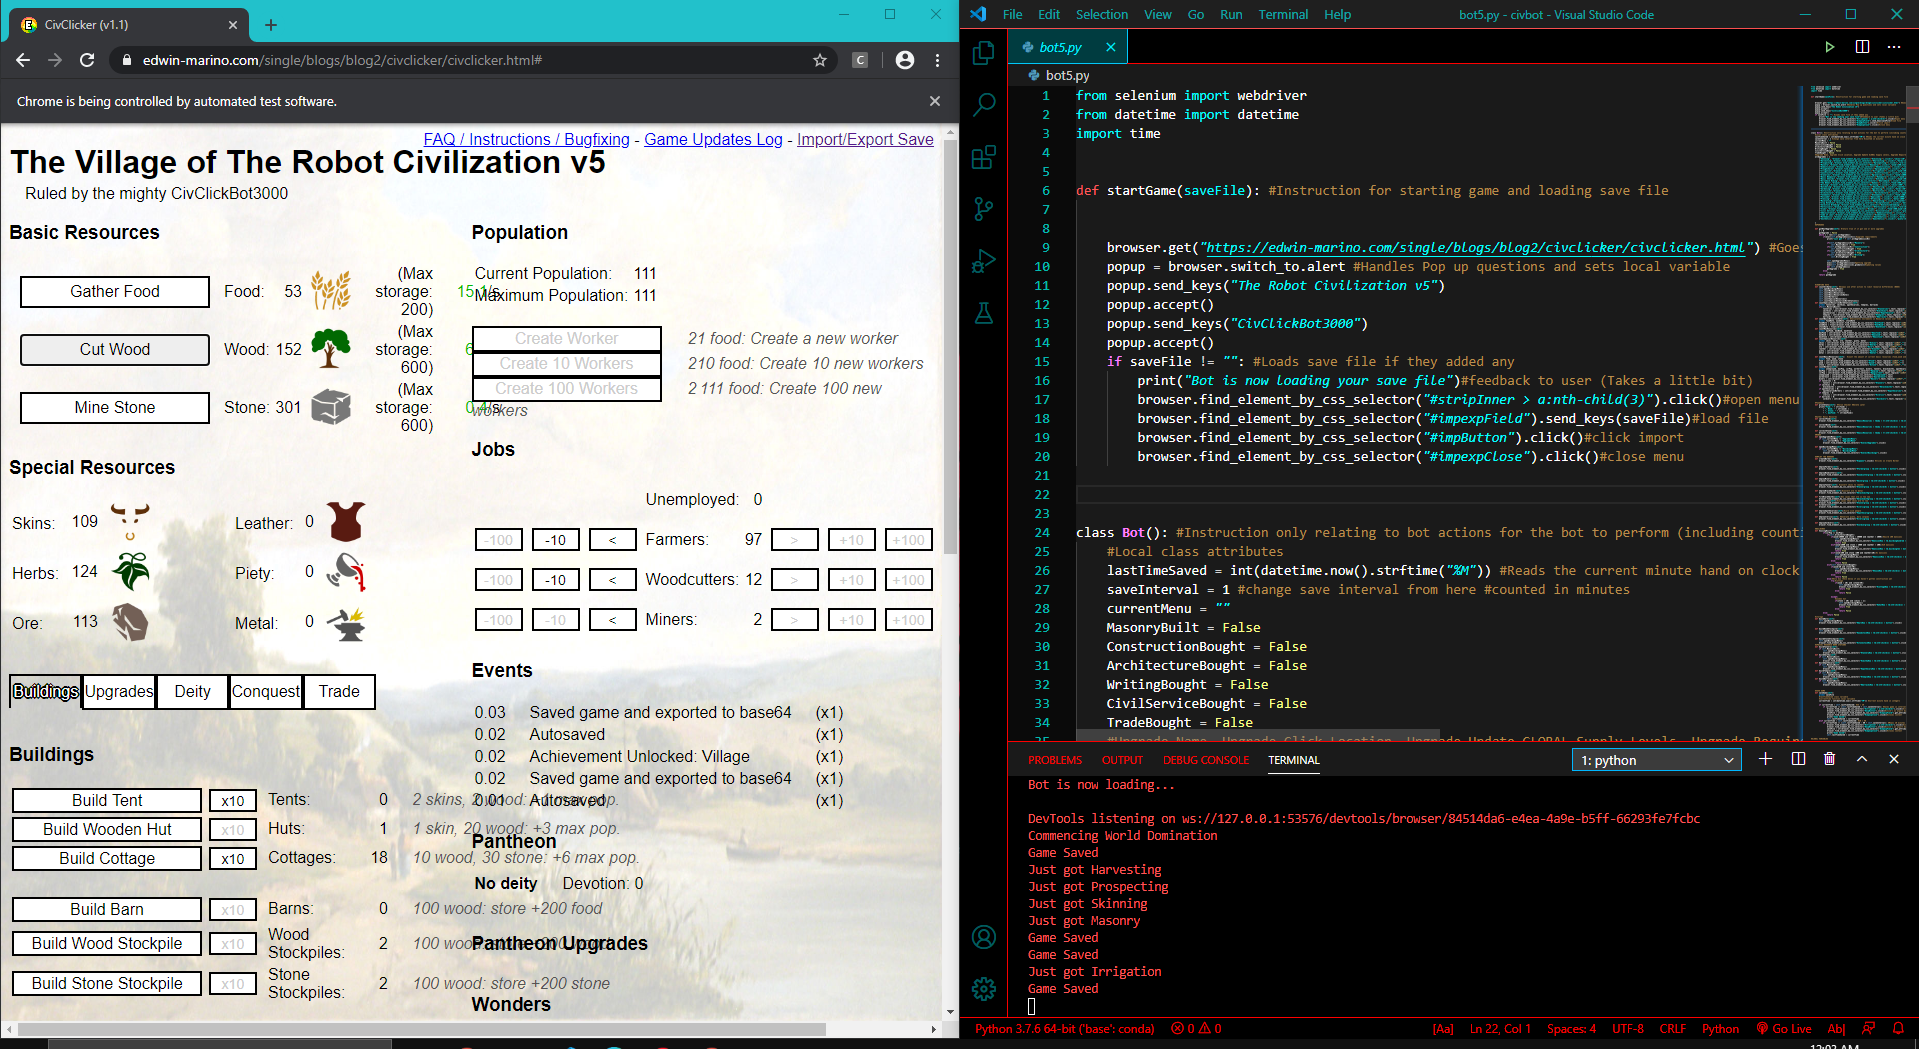 CivClicker (v1.1)
edwin-marino.com/single/blogs/blog2/civclicker/civclicker.html#
C
Chrome is being controlled by automated test software.
FAQ / Instructions / Bugfixing - Game Updates Log - Import/Export Save
The Village of The Robot Civilization v5
Ruled by the mighty CivClickBot3000
Basic Resources
Gather Food Food: 53 (Max storage: 200)
Cut Wood Wood: 152 (Max storage: 600)
Mine Stone Stone: 301 (Max storage: 600)
Special Resources
Skins: 109 Leather: 0
Herbs: 124 Piety: 0
Ore: 113 Metal: 0
Buildings Upgrades Deity Conquest Trade
Buildings
Build Tent x10 Tents: 0 2 skins, 2 wood: +1 max pop.
Build Wooden Hut x10 Huts: 1 1 skin, 20 wood: +3 max pop.
Build Cottage x10 Cottages: 18 10 wood, 30 stone: +6 max pop.
Build Barn x10 Barns: 0 100 wood: store +200 food
Build Wood Stockpile x10 Wood Stockpiles: 2 100 wood: store +200
Build Stone Stockpile x10 Stone Stockpiles: 2 100 wood: store +200 stone
Population
Current Population: 111
Maximum Population: 111
Create Worker 21 food: Create a new worker
Create 10 Workers 210 food: Create 10 new workers
Create 100 Workers 2 111 food: Create 100 new
workers
Jobs
Unemployed: 0
-100 -10 < Farmers: 97 > +10 +100
-100 -10 < Woodcutters: 12 > +10 +100
-100 -10 < Miners: 2 > +10 +100
Events
0.03 Saved game and exported to base64 (x1)
0.02 Autosaved (x1)
0.02 Achievement Unlocked: Village (x1)
0.02 Saved game and exported to base64 (x1)
0.01 Autosaved (x1)
Pantheon
No deity Devotion: 0
Pantheon Upgrades
Wonders
File Edit Selection View Go Run Terminal Help bot5.py - civbot - Visual Studio Code
bot5.py
bot5.py
1 from selenium import webdriver
2 from datetime import datetime
3 import time
4
5
6 def startGame(saveFile): #Instruction for starting game and loading save file
7
8
9 browser.get("https://edwin-marino.com/single/blogs/blog2/civclicker/civclicker.html") #Goes
10 popup = browser.switch_to.alert #Handles Pop up questions and sets local variable
11 popup.send_keys("The Robot Civilization v5")
12 popup.accept()
13 popup.send_keys("CivClickBot3000")
14 popup.accept()
15 if saveFile != "": #Loads save file if they added any
16 print("Bot is now loading your save file")#feedback to user (Takes a little bit)
17 browser.find_element_by_css_selector("#stripInner > a:nth-child(3)").click()#open menu
18 browser.find_element_by_css_selector("#impexpField").send_keys(saveFile)#load file
19 browser.find_element_by_css_selector("#impButton").click()#click import
20 browser.find_element_by_css_selector("#impexpClose").click()#close menu
21
22
23
24 class Bot(): #Instruction only relating to bot actions for the bot to perform (including counti
25 #Local class attributes
26 lastTimeSaved = int(datetime.now().strftime("%M")) #Reads the current minute hand on clock
27 saveInterval = 1 #change save interval from here #counted in minutes
28 currentMenu = ""
29 MasonryBuilt = False
30 ConstructionBought = False
31 ArchitectureBought = False
32 WritingBought = False
33 CivilServiceBought = False
34 TradeBought = False
PROBLEMS OUTPUT DEBUG CONSOLE TERMINAL 1: python
Bot is now loading...
DevTools listening on ws://127.0.0.1:53576/devtools/browser/84514da6-e4ea-4a9e-b5ff-66293fe7fcbc
Commencing World Domination
Game Saved
Just got Harvesting
Just got Prospecting
Just got Skinning
Just got Masonry
Game Saved
Game Saved
Just got Irrigation
Game Saved
Python 3.7.6 64-bit ('base': conda) 0 0 [Aa] Ln 22, Col 1 Spaces: 4 UTF-8 CRLF Python Go Live Ab|